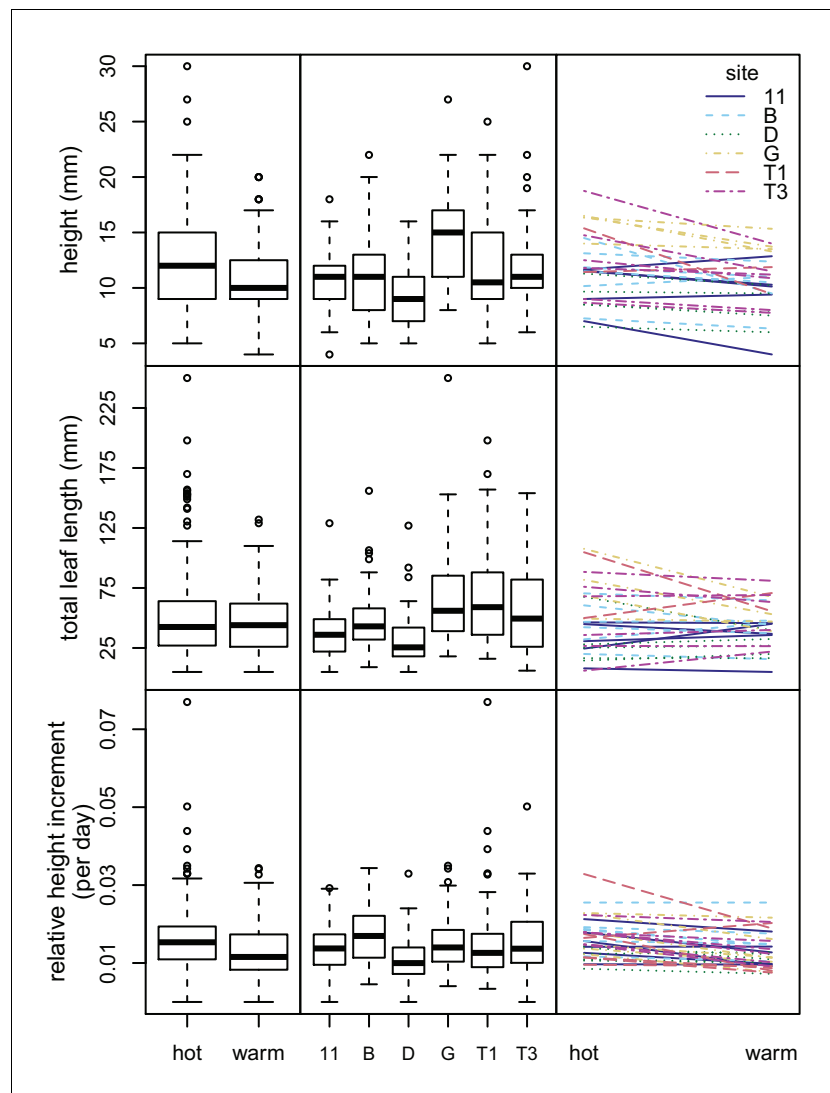 height (mm)
5 10 15 20 25 30
site
11
B
D
G
T1
T3
total leaf length (mm)
25 75 125 175 225
relative height increment
(per day)
0.01 0.03 0.05 0.07
hot warm
11 B D G T1 T3
hot warm